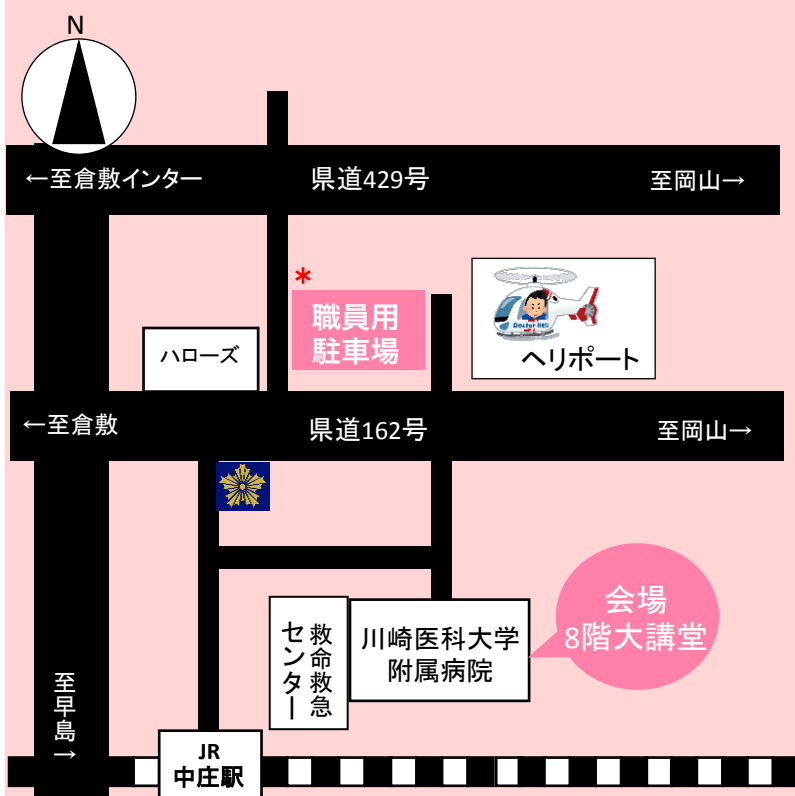 N
←至倉敷インター
県道429号
至岡山→
*
職員用
駐車場
Doctor Heli
ヘリポート
ハローズ
←至倉敷
県道162号
至岡山→
会場
8階大講堂
救命救急
センター
川崎医科大学
附属病院
至早島→
JR
中庄駅